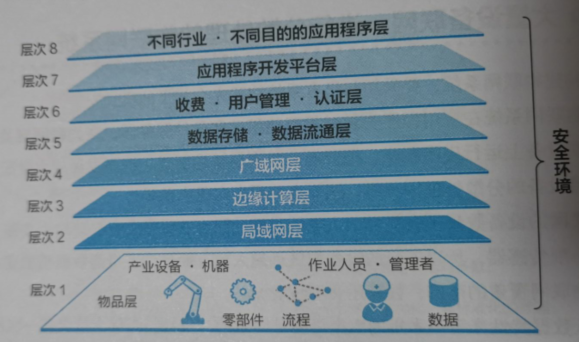 层次8 不同行业·不同目的的应用程序层
层次7 应用程序开发平台层
层次6 收费·用户管理·认证层
层次5 数据存储·数据流通层
层次4 广域网层
层次3 边缘计算层
层次2 局域网层
产业设备·机器 作业人员·管理者
层次1 物品层
零部件 流程 数据
安全环境